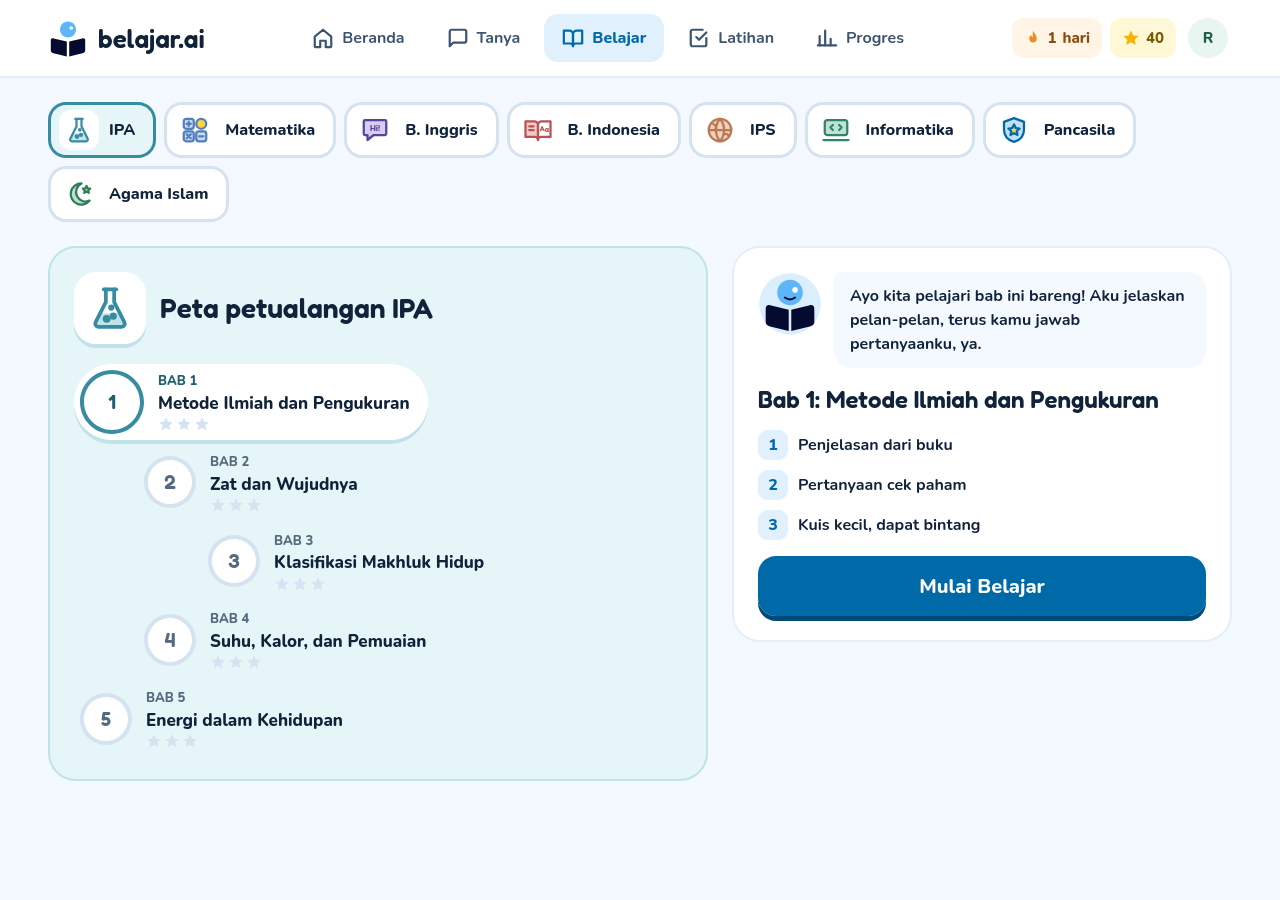 belajar.ai
Beranda
Tanya
Belajar
Latihan
Progres
1 hari
40
R
IPA
Matematika
Hi!
B. Inggris
Aa
B. Indonesia
IPS
Informatika
Pancasila
Agama Islam
Peta petualangan IPA
1
BAB 1
Metode Ilmiah dan Pengukuran
2
BAB 2
Zat dan Wujudnya
3
BAB 3
Klasifikasi Makhluk Hidup
4
BAB 4
Suhu, Kalor, dan Pemuaian
5
BAB 5
Energi dalam Kehidupan
Ayo kita pelajari bab ini bareng! Aku jelaskan
pelan-pelan, terus kamu jawab
pertanyaanku, ya.
Bab 1: Metode Ilmiah dan Pengukuran
1 Penjelasan dari buku
2 Pertanyaan cek paham
3 Kuis kecil, dapat bintang
Mulai Belajar